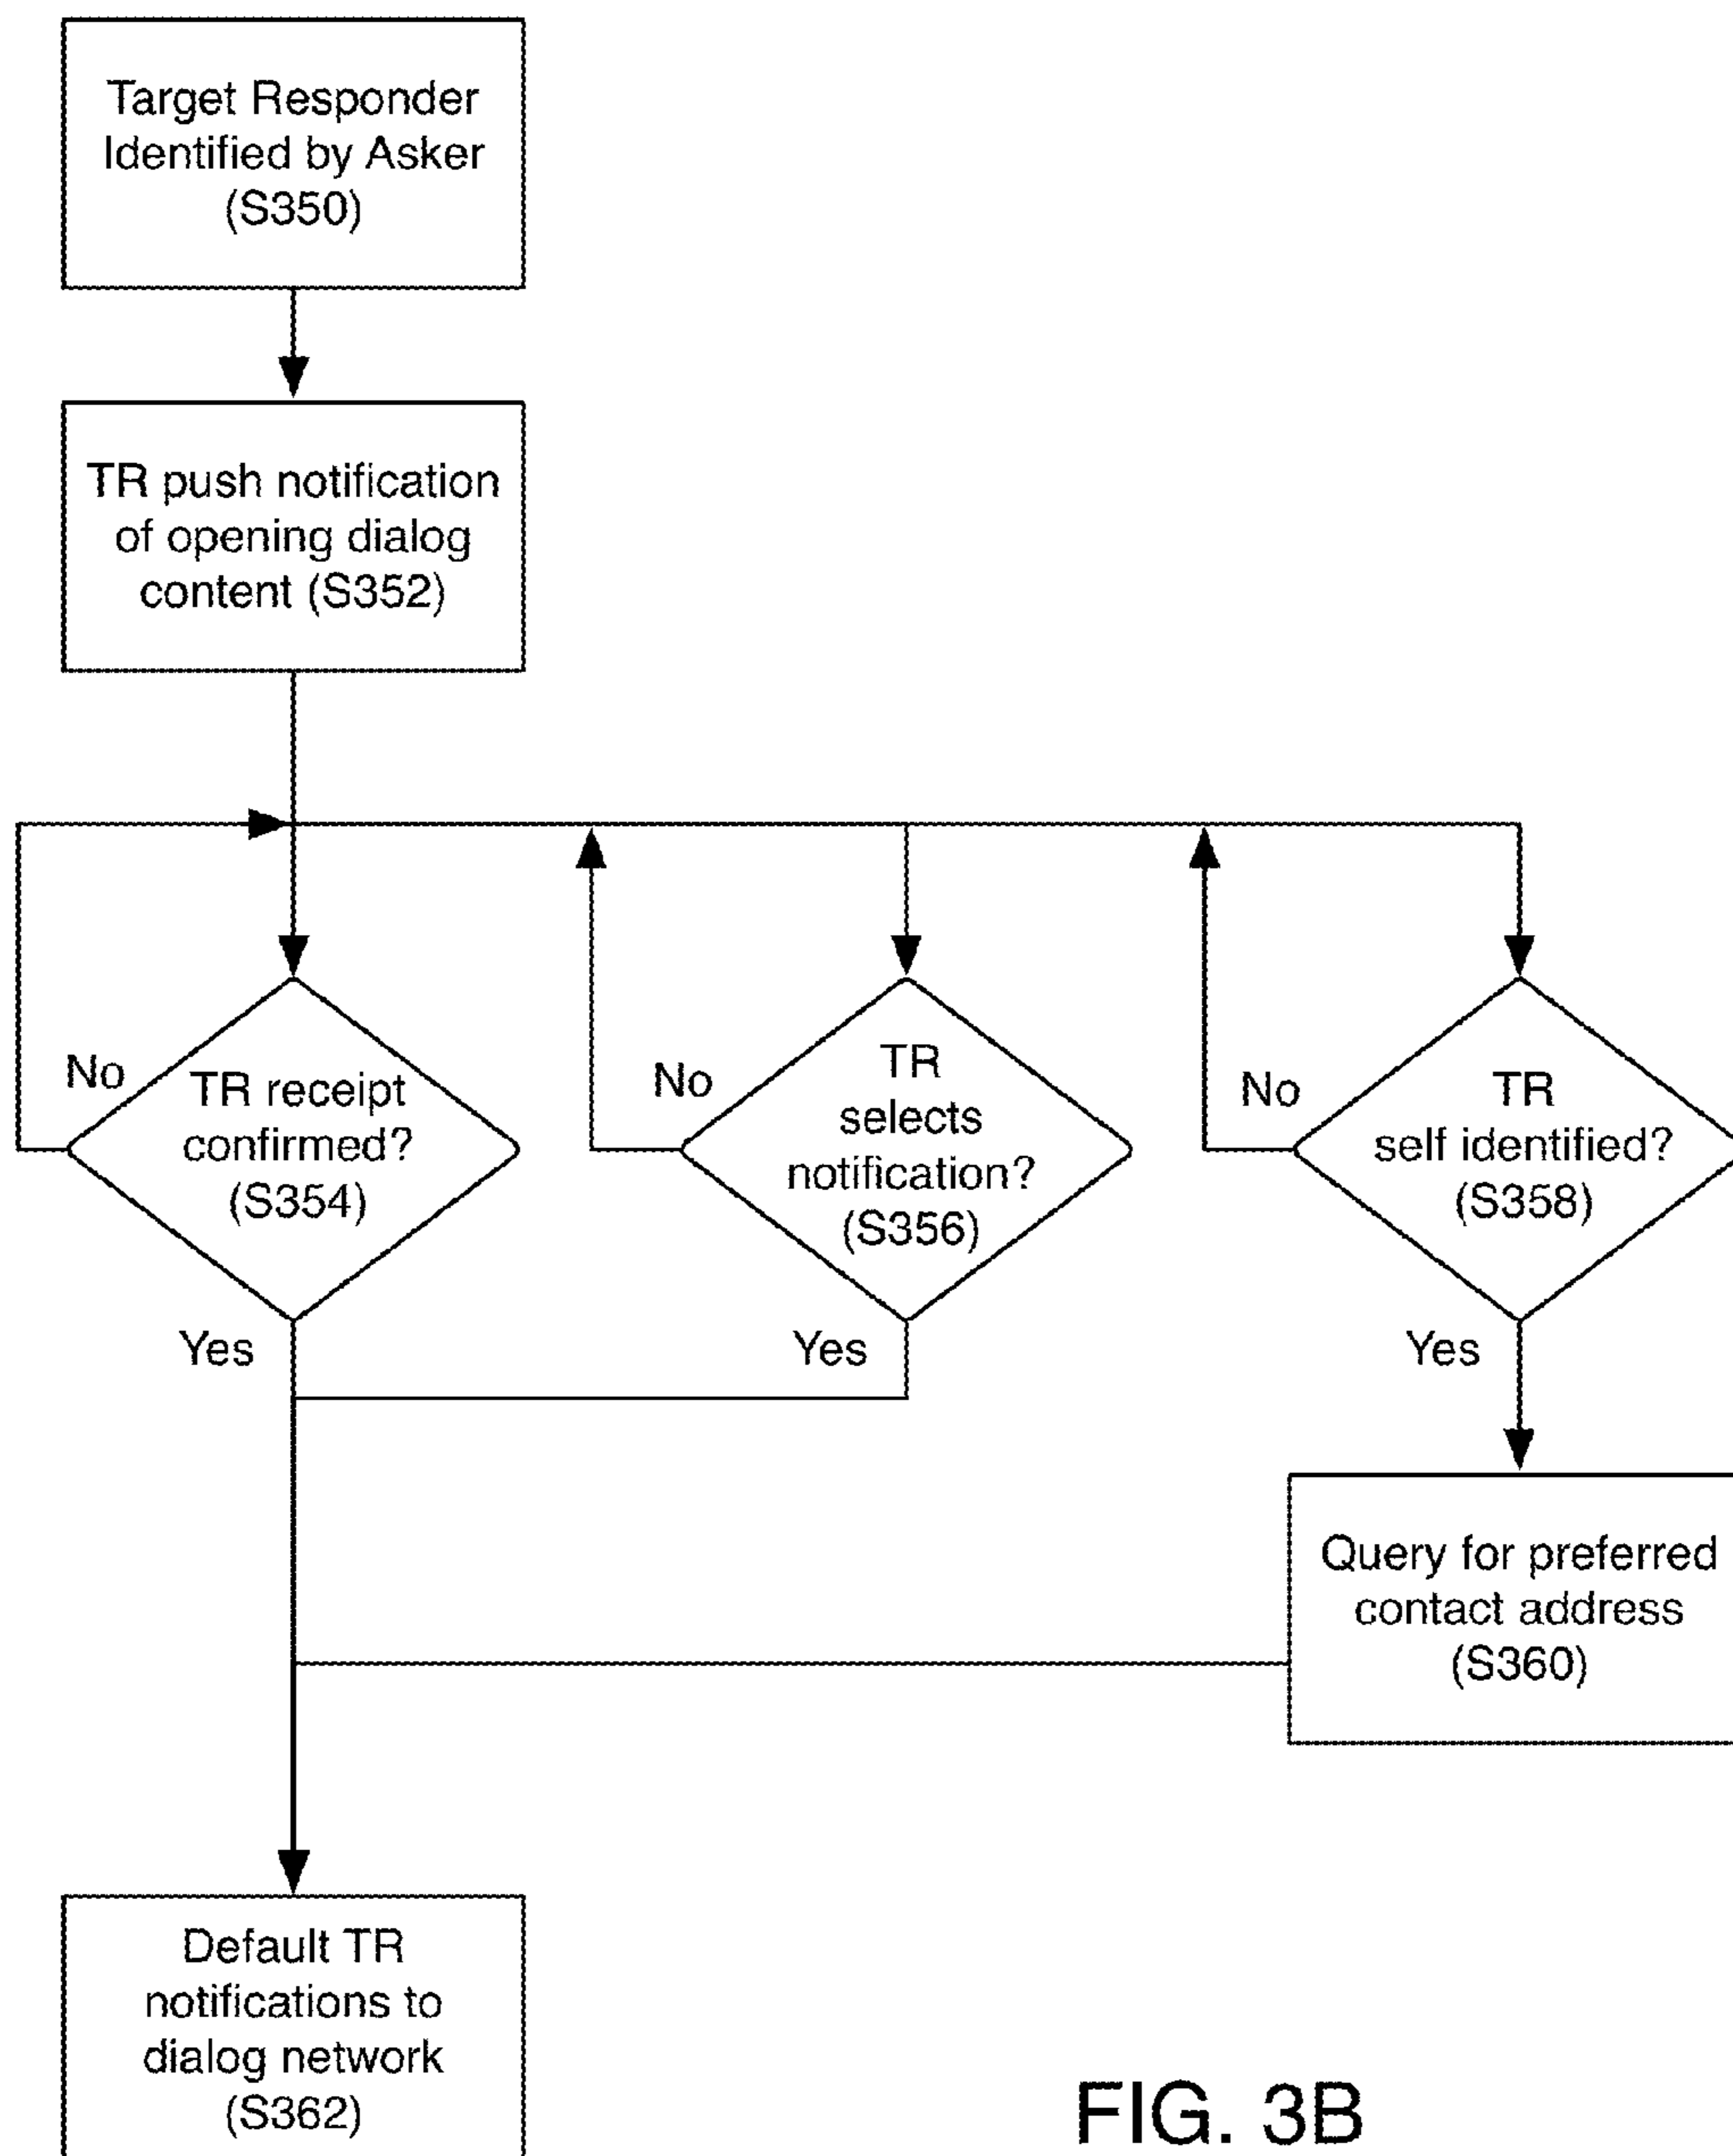 Target Responder
Identified by Asker
(S350)
TR push notification
of opening dialog
content (S352)
No
TR receipt
confirmed?
(S354)
Yes
No
TR
selects
notification?
(S356)
Yes
No
TR
self identified?
(S358)
Yes
Query for preferred
contact address
(S360)
Default TR
notifications to
dialog network
(S362)
FIG. 3B